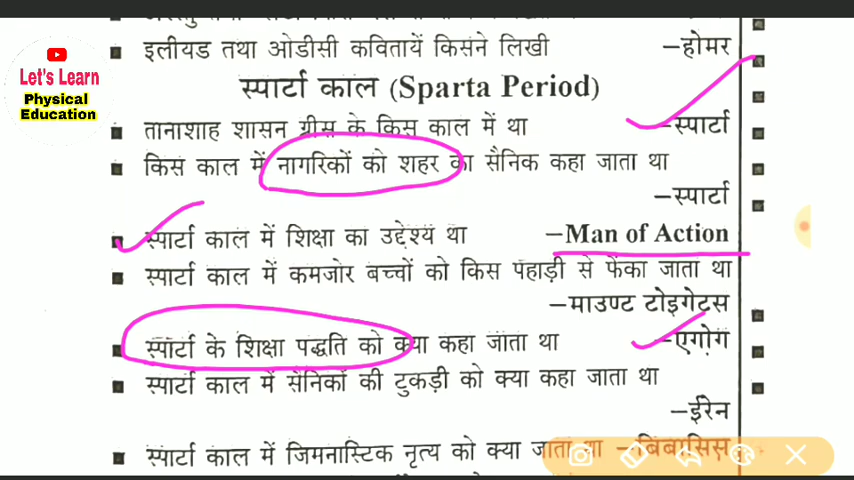 इलीयड तथा ओडीसी कवितायें किसने लिखी –होमर
Let's Learn
Physical
Education
स्पार्टा काल (Sparta Period)
तानाशाह शासन ग्रीस के किस काल में था –स्पार्टा
किस काल में नागरिकों को शहर का सैनिक कहा जाता था
–स्पार्टा
स्पार्टा काल में शिक्षा का उद्देश्य था –Man of Action
स्पार्टा काल में कमजोर बच्चों को किस पहाड़ी से फेंका जाता था
–माउण्ट टोइगेटस
स्पार्टा के शिक्षा पद्धति को क्या कहा जाता था –एगोग
स्पार्टा काल में सैनिकों की टुकड़ी को क्या कहा जाता था
–ईरेन
स्पार्टा काल में जिमनास्टिक नृत्य को क्या जाता था –बिबासिस